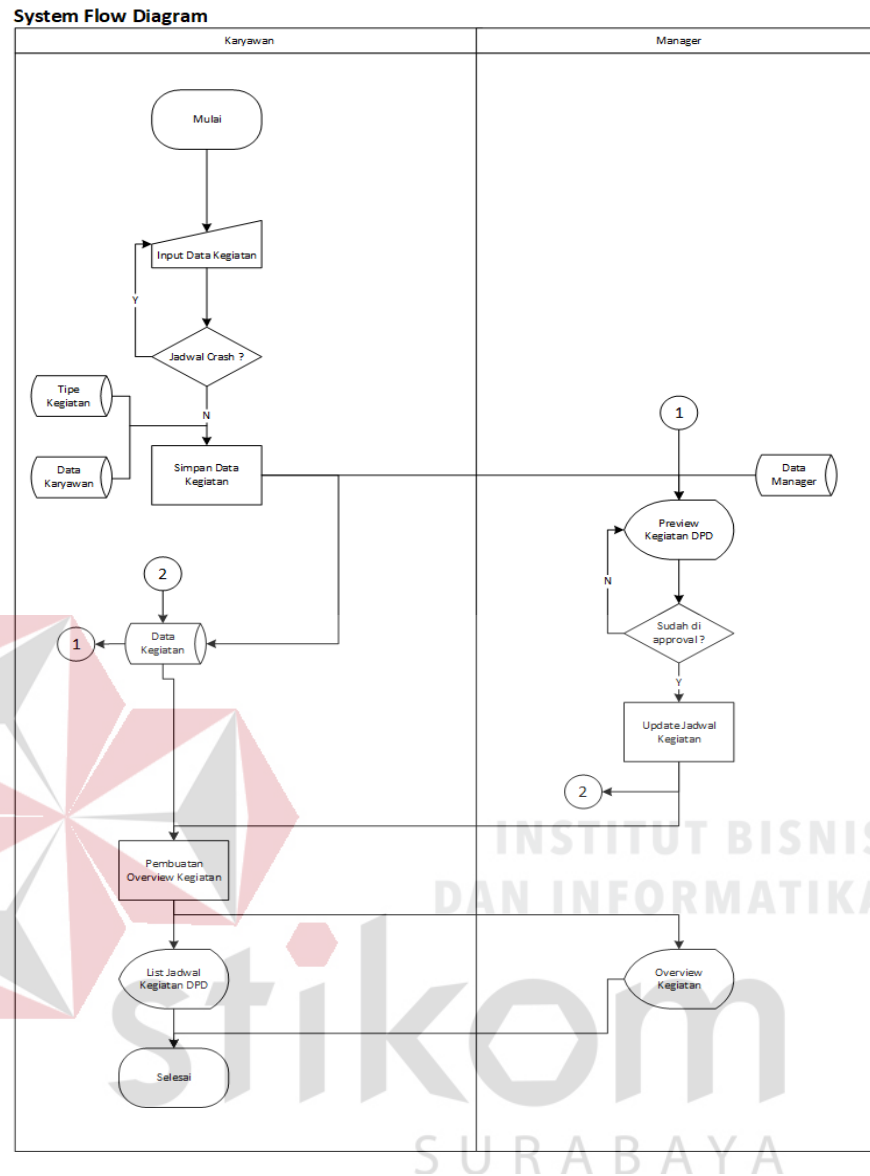 System Flow Diagram
Karyawan
Manager
Mulai
Input Data Kegiatan
Y
Jadwal Crash ?
N
Tipe
Kegiatan
Data
Karyawan
Simpan Data
Kegiatan
1
Data
Manager
Preview
Kegiatan DPD
N
Sudah di
approval ?
Y
Update Jadwal
Kegiatan
2
2
Data
Kegiatan
1
Pembuatan
Overview Kegiatan
List Jadwal
Kegiatan DPD
Overview
Kegiatan
Selesai
INSTITUT BISNIS
DAN INFORMATIKA
stikom
SURABAYA